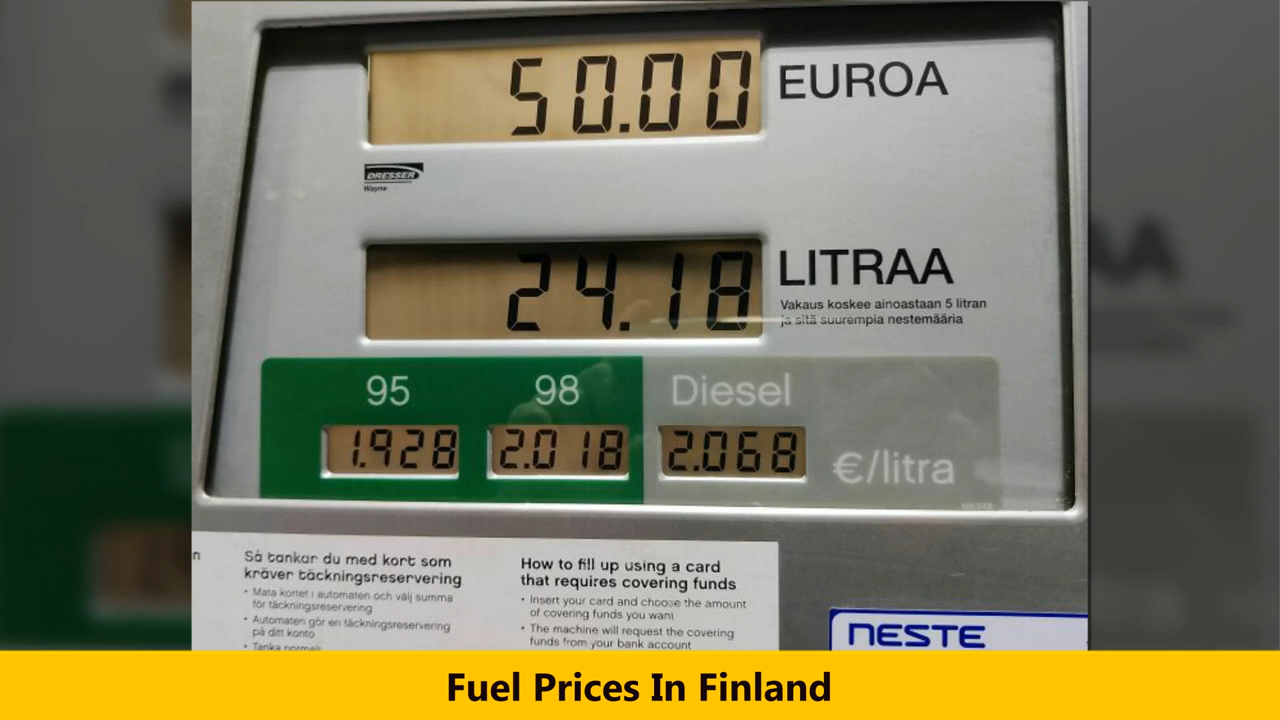 50.00 EUROA
DRESSER
Wayne
24.18 LITRAA
Vakaus koskee ainoastaan 5 litran
ja sitä suurempia nestemääriä
95 98 Diesel
1.928 2.018 2.068 €/litra
Så tankar du med kort som
kräver täckningsreservering
• Mata kortet i automaten och välj summa
för täckningsreservering
• Automaten gör en täckningsreservering
på ditt konto
• Tanka normalt
How to fill up using a card
that requires covering funds
• Insert your card and choose the amount
of covering funds you want
• The machine will request the covering
funds from your bank account
NESTE
Fuel Prices In Finland